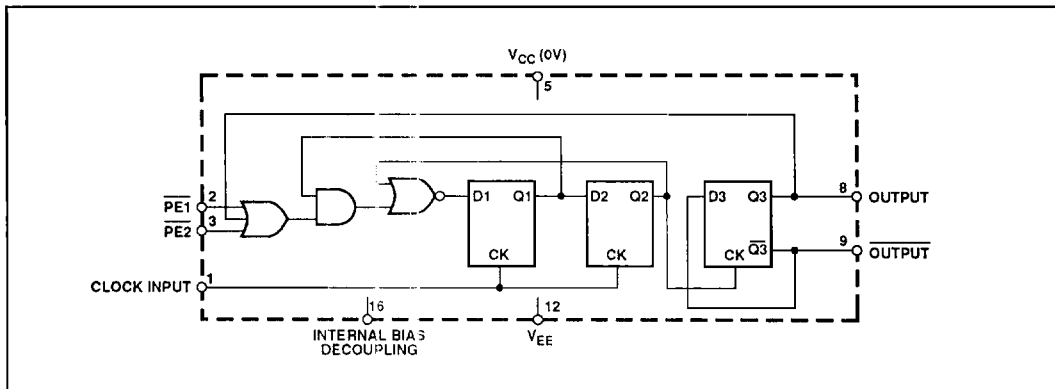 VCC (0V)
5
PE1 2
PE2 3
D1 Q1
D2 Q2
D3 Q3
Q3
CK
CK
CK
8 OUTPUT
9 OUTPUT
CLOCK INPUT 1
16
INTERNAL BIAS
DECOUPLING
12
VEE